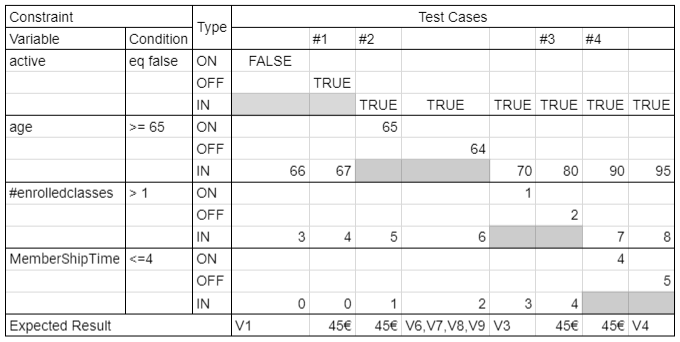 Constraint Type Test Cases
Variable Condition #1 #2 #3 #4
active eq false ON FALSE
OFF TRUE
IN TRUE TRUE TRUE TRUE TRUE TRUE
age >= 65 ON 65
OFF 64
IN 66 67 70 80 90 95
#enrolledclasses > 1 ON 1
OFF 2
IN 3 4 5 6 7 8
MemberShipTime <=4 ON 4
OFF 5
IN 0 0 1 2 3 4
Expected Result V1 45€ 45€ V6,V7,V8,V9 V3 45€ 45€ V4